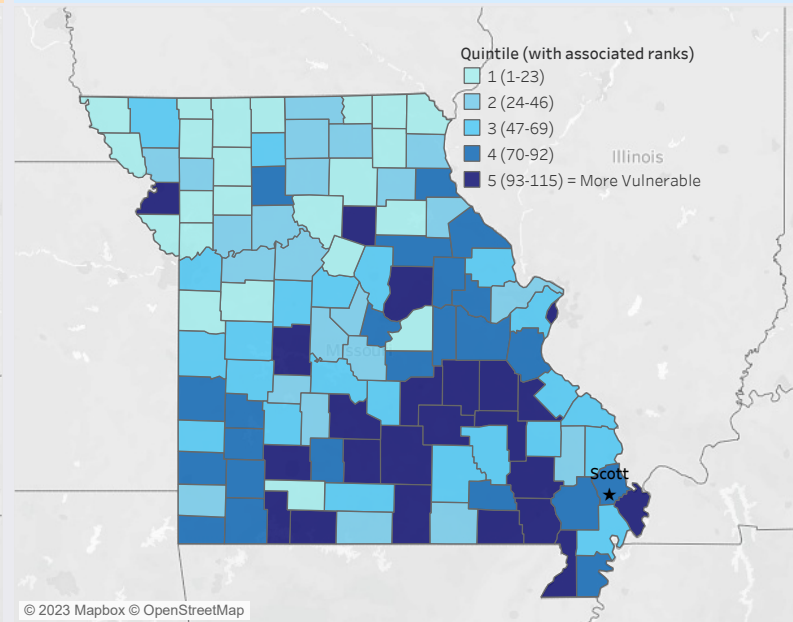 Quintile (with associated ranks)
1 (1-23)
2 (24-46)
3 (47-69)
4 (70-92)
5 (93-115) = More Vulnerable
Illinois
Missouri
Scott
© 2023 Mapbox © OpenStreetMap